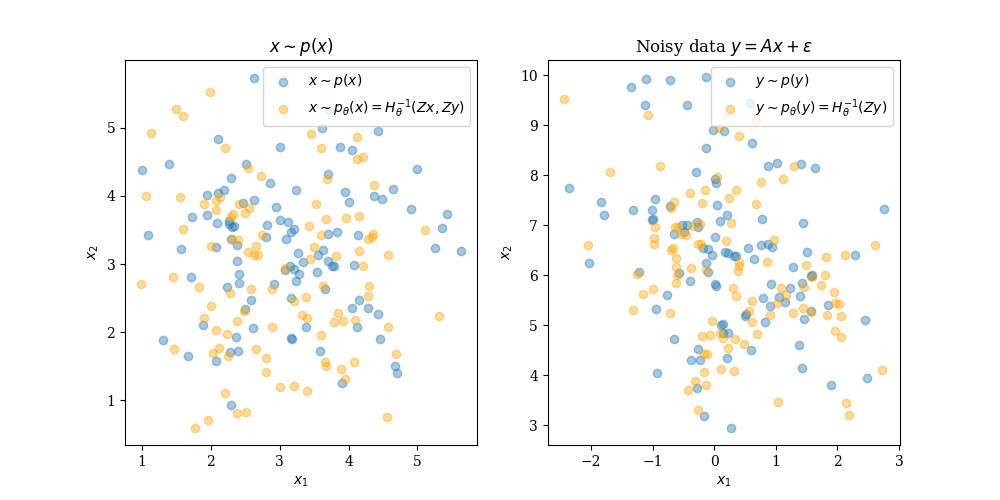 x ∼ p(x)
x ∼ p(x)
x ∼ p_θ(x) = H_θ^{-1}(Zx, Zy)
5
4
3
2
1
x_2
1 2 3 4 5
x_1
Noisy data y = Ax + ε
y ∼ p(y)
y ∼ p_θ(y) = H_θ^{-1}(Zy)
10
9
8
7
6
5
4
3
x_2
−2 −1 0 1 2 3
x_1